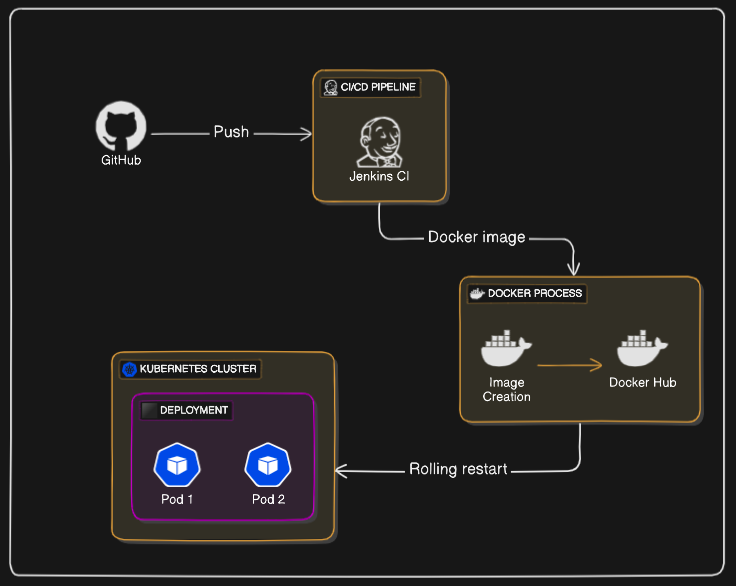 CI/CD PIPELINE
GitHub
Push
Jenkins CI
Docker image
DOCKER PROCESS
Image
Creation
Docker Hub
KUBERNETES CLUSTER
DEPLOYMENT
Pod 1
Pod 2
Rolling restart